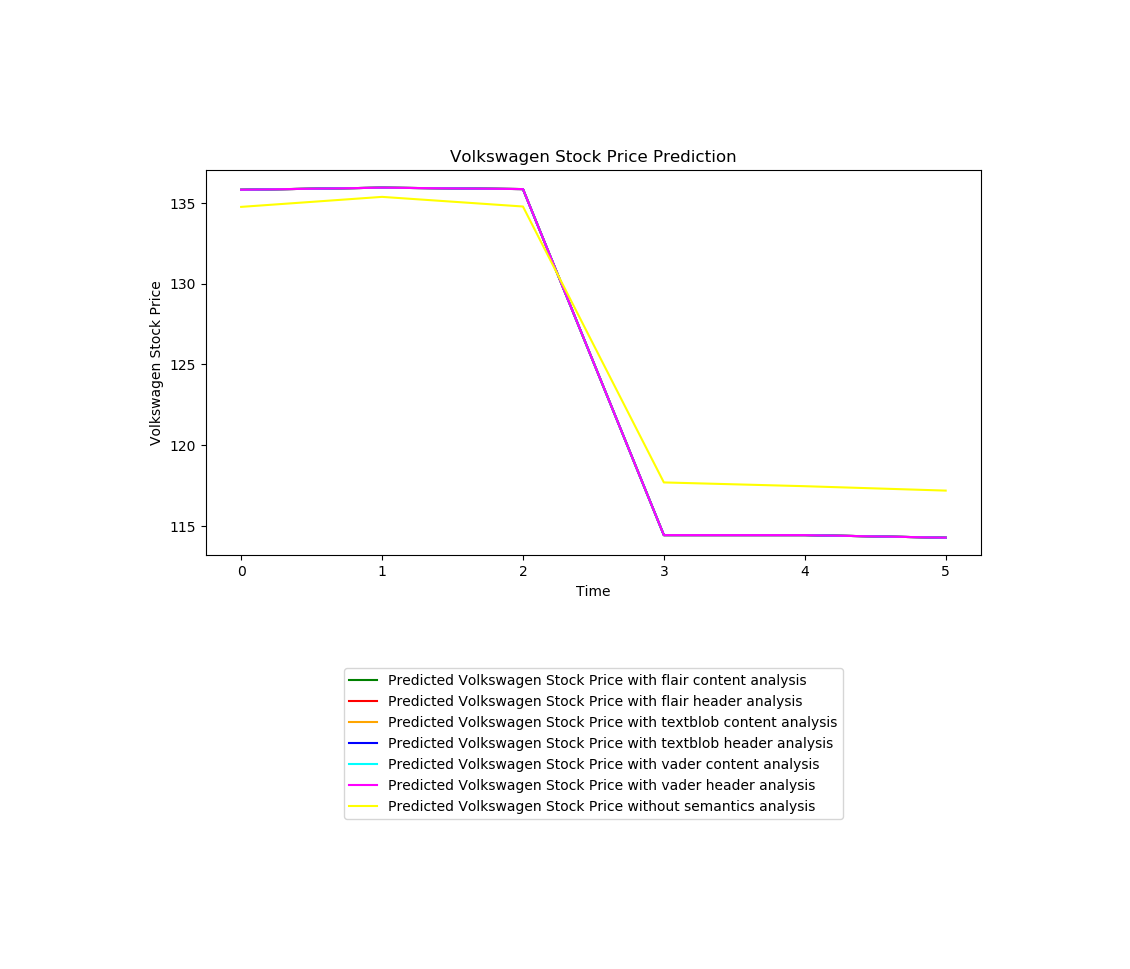 Volkswagen Stock Price Prediction
Volkswagen Stock Price
135
130
125
120
115
0 1 2 3 4 5
Time
Predicted Volkswagen Stock Price with flair content analysis
Predicted Volkswagen Stock Price with flair header analysis
Predicted Volkswagen Stock Price with textblob content analysis
Predicted Volkswagen Stock Price with textblob header analysis
Predicted Volkswagen Stock Price with vader content analysis
Predicted Volkswagen Stock Price with vader header analysis
Predicted Volkswagen Stock Price without semantics analysis